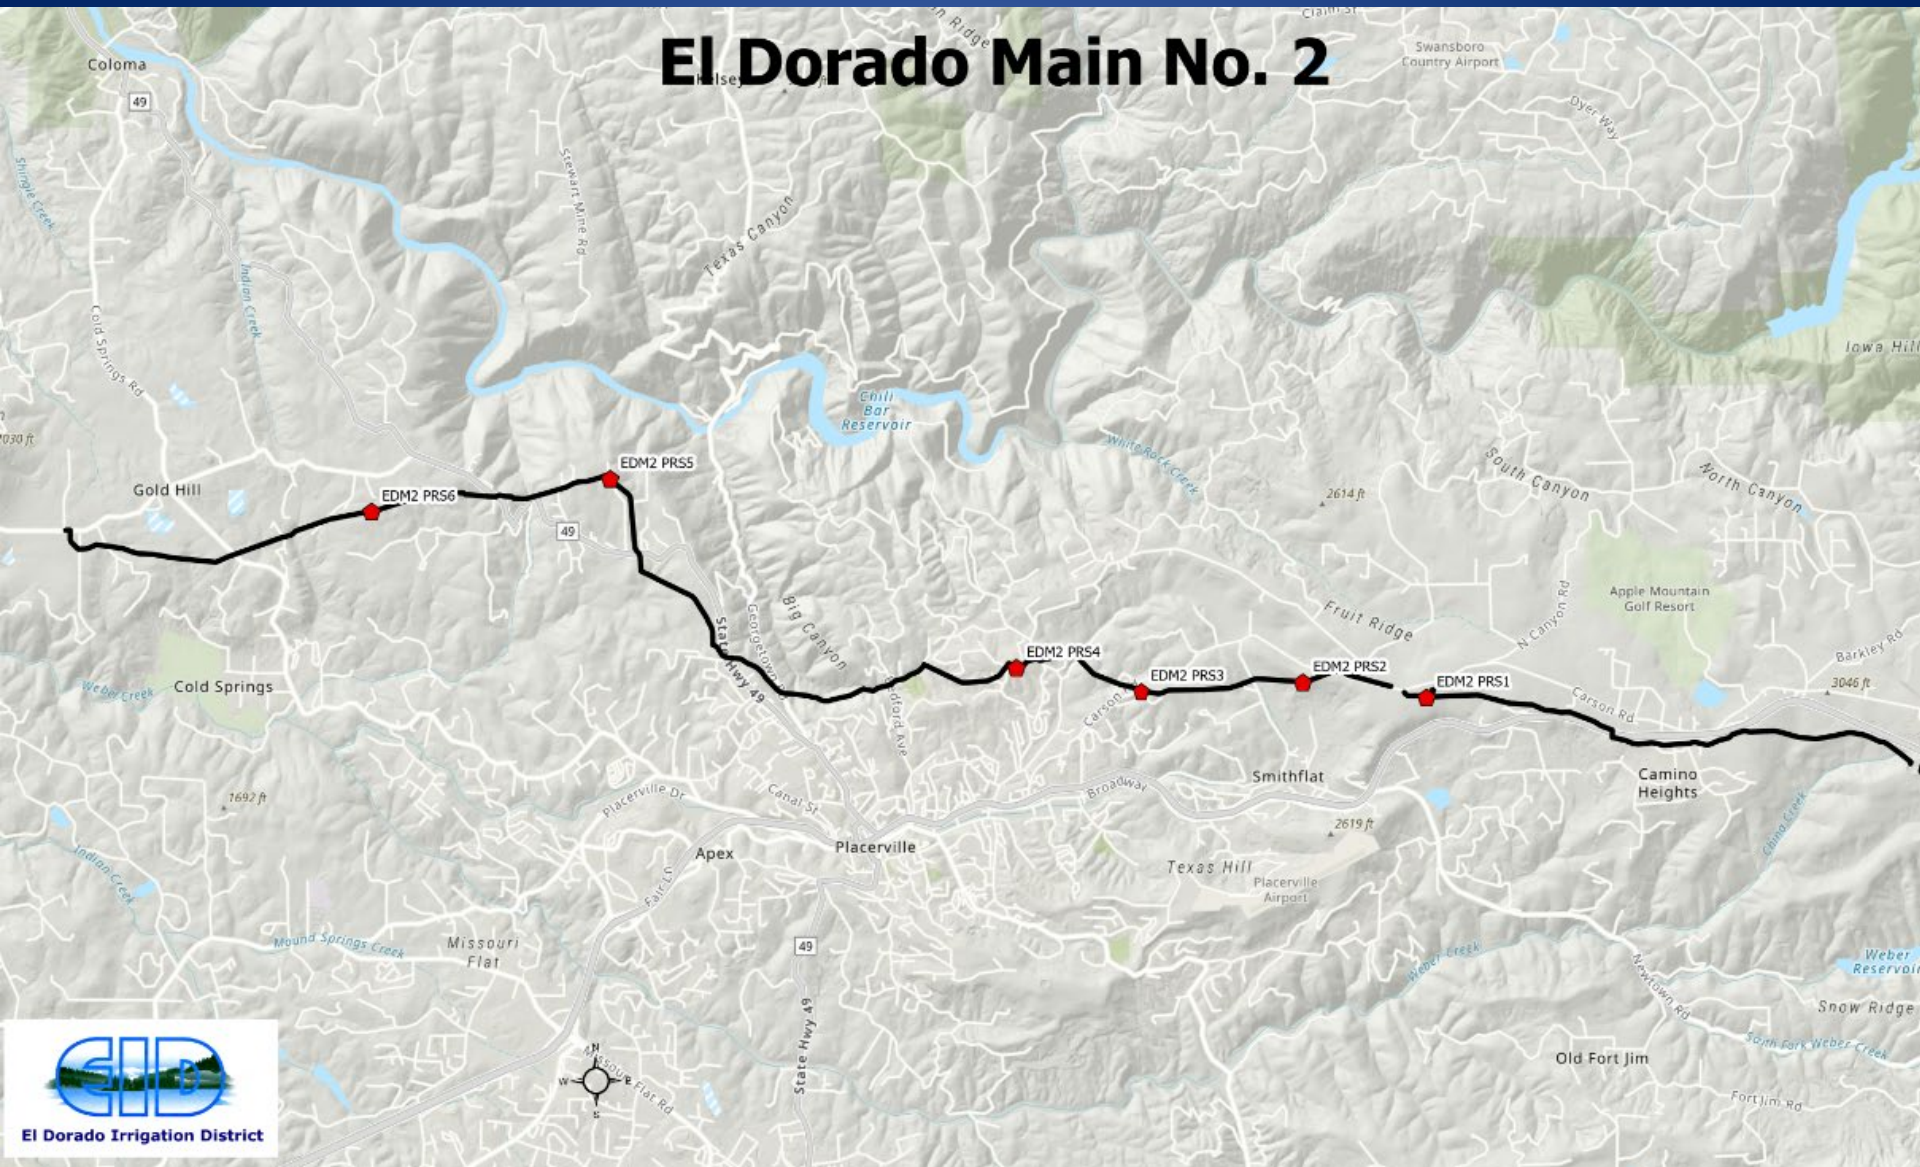 El Dorado Main No. 2
Claim St
Swansboro
Country Airport
Coloma
49
Dyer Way
Shingle Creek
Stewart Mine Rd
Texas Canyon
Indian Creek
Cold Springs Rd
Iowa Hill
Chili
Bar
Reservoir
White Rock Creek
South Canyon
North Canyon
EDM2 PRS5
Gold Hill
EDM2 PRS6
2614 ft
49
Apple Mountain
Golf Resort
Big Canyon
Fruit Ridge
N Canyon Rd
State Hwy 49
Barkley Rd
EDM2 PRS4
EDM2 PRS3
EDM2 PRS2
EDM2 PRS1
3046 ft
Weber Creek
Cold Springs
Carson Rd
Smithflat
Camino
Heights
Broadway
Placerville Dr
Canal St
1692 ft
China Creek
2619 ft
Apex
Placerville
Texas Hill
Indian Creek
Fair Ln
Placerville
Airport
Mound Springs Creek
Missouri
Flat
49
Weber Creek
Weber
Reservoir
Newtown Rd
Snow Ridge
State Hwy 49
South Fork Weber Creek
Old Fort Jim
N
W
E
S
Missouri Flat Rd
Fort Jim Rd
EID
El Dorado Irrigation District